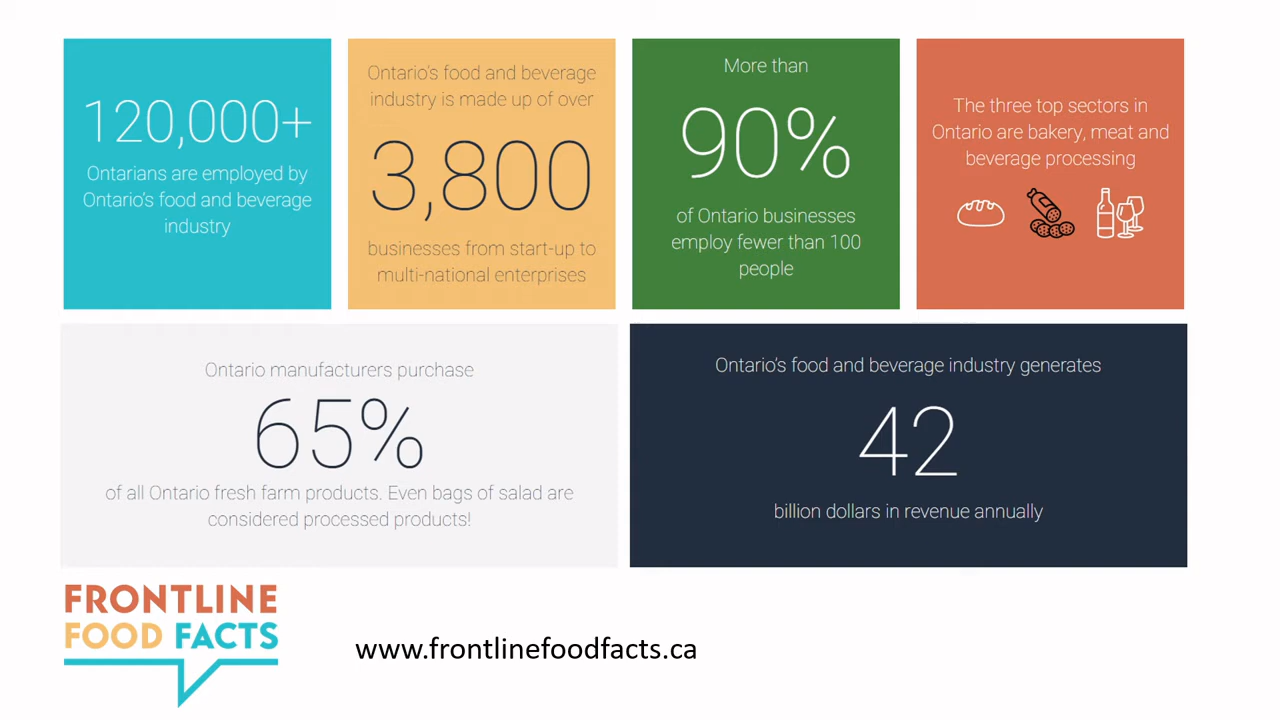 120,000+
Ontarians are employed by
Ontario's food and beverage
industry
Ontario's food and beverage
industry is made up of over
3,800
businesses from start-up to
multi-national enterprises
More than
90%
of Ontario businesses
employ fewer than 100
people
The three top sectors in
Ontario are bakery, meat and
beverage processing
Ontario manufacturers purchase
65%
of all Ontario fresh farm products. Even bags of salad are
considered processed products!
Ontario's food and beverage industry generates
42
billion dollars in revenue annually
FRONTLINE
FOOD FACTS
www.frontlinefoodfacts.ca